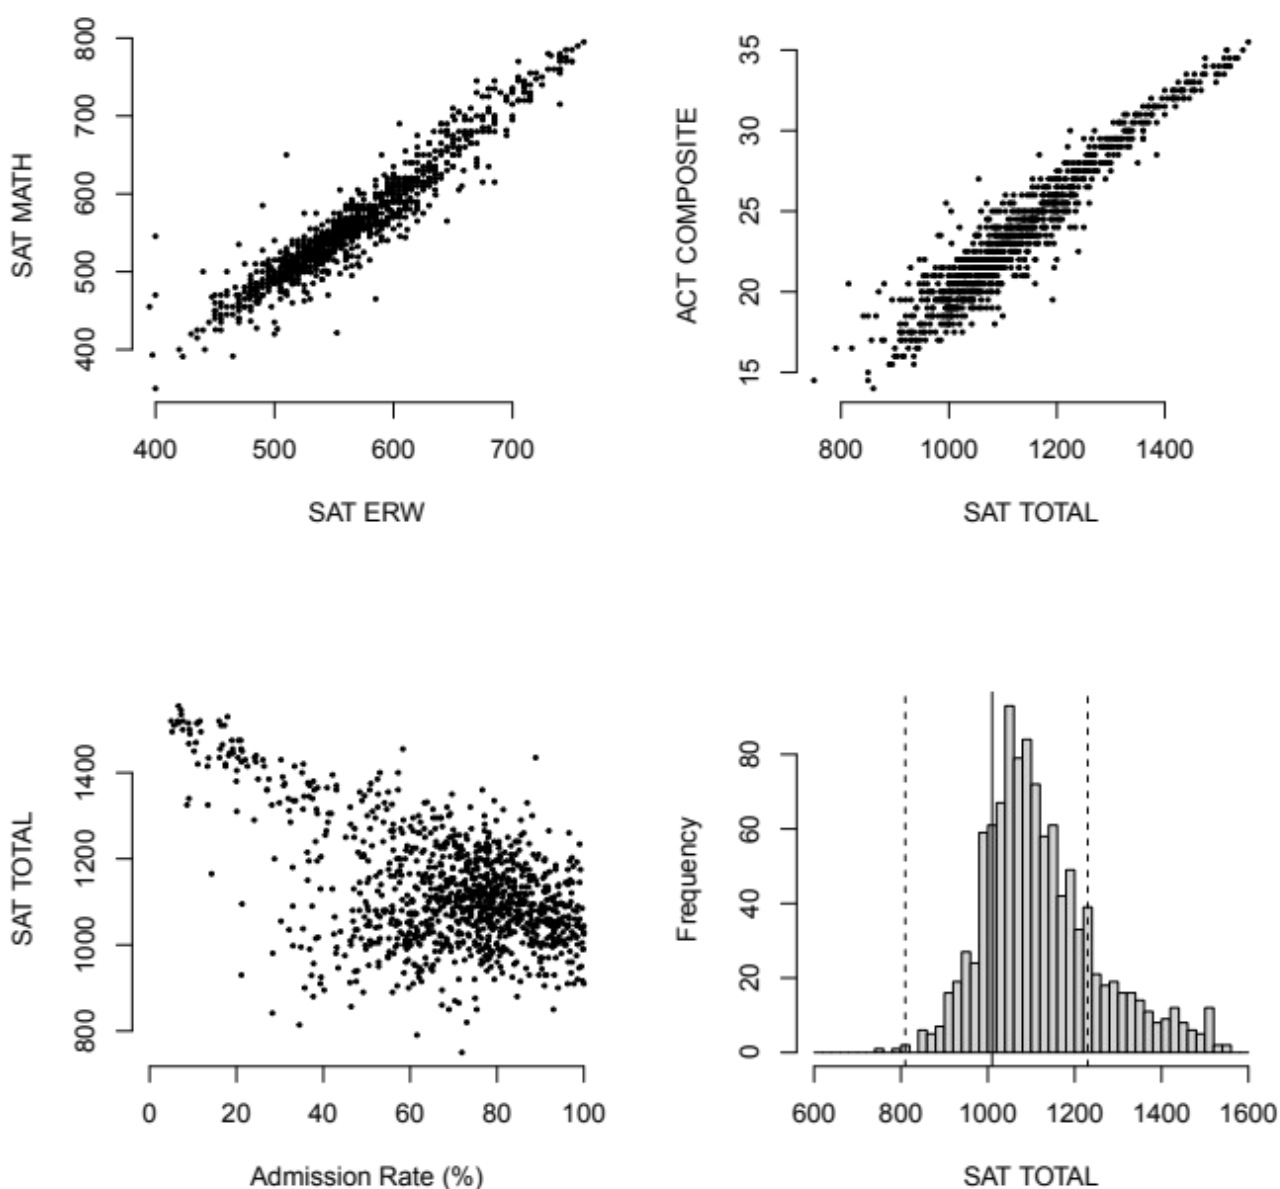 SAT MATH
800
700
600
500
400
400 500 600 700
SAT ERW
ACT COMPOSITE
35
30
25
20
15
800 1000 1200 1400
SAT TOTAL
SAT TOTAL
1400
1200
1000
800
0 20 40 60 80 100
Admission Rate (%)
Frequency
80
60
40
20
0
600 800 1000 1200 1400 1600
SAT TOTAL